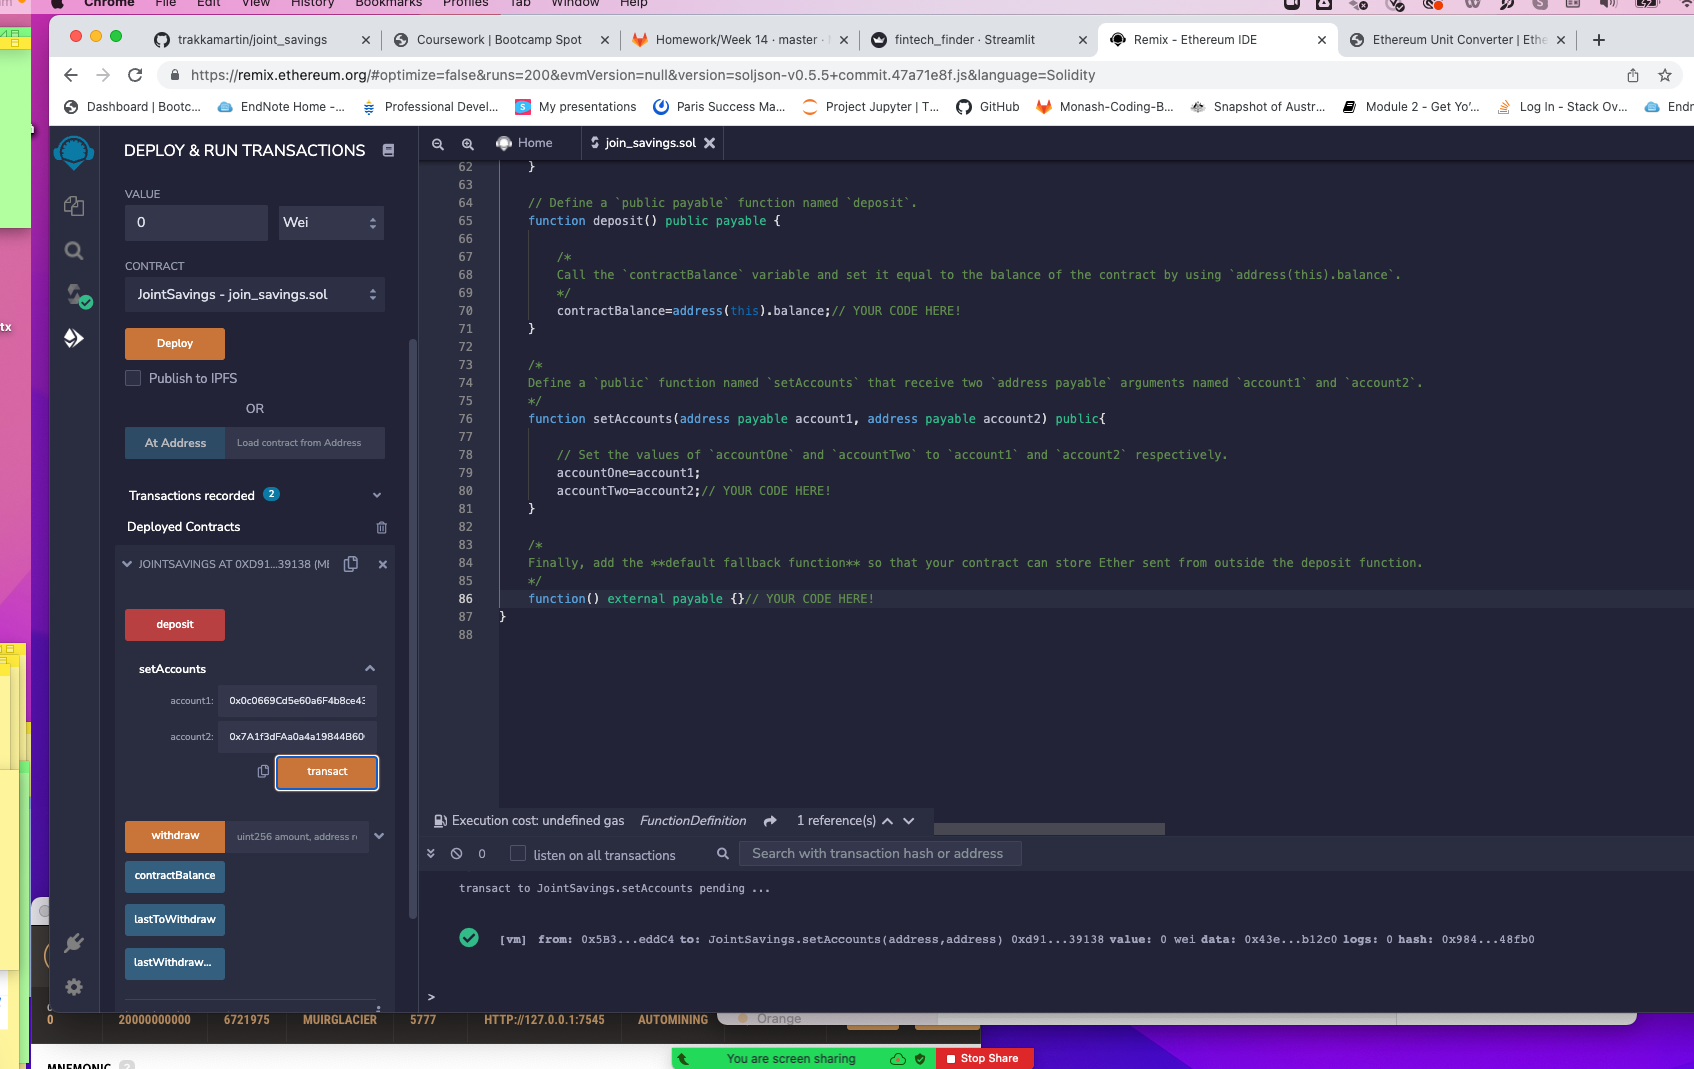 Chrome File Edit View History Bookmarks Profiles Tab Window Help
trakkamartin/joint_savings
Coursework | Bootcamp Spot
Homework/Week 14 · master ·
fintech_finder · Streamlit
Remix - Ethereum IDE
Ethereum Unit Converter | Ethe
https://remix.ethereum.org/#optimize=false&runs=200&evmVersion=null&version=soljson-v0.5.5+commit.47a71e8f.js&language=Solidity
Dashboard | Bootc...
EndNote Home -...
Professional Devel...
My presentations
Paris Success Ma...
Project Jupyter | T...
GitHub
Monash-Coding-B...
Snapshot of Austr...
Module 2 - Get Yo'...
Log In - Stack Ov...
Endn
tx
DEPLOY & RUN TRANSACTIONS
VALUE
0 Wei
CONTRACT
JointSavings - join_savings.sol
Deploy
Publish to IPFS
OR
At Address Load contract from Address
Transactions recorded 2
Deployed Contracts
JOINTSAVINGS AT 0XD91...39138 (ME
deposit
setAccounts
account1: 0x0c0669Cd5e60a6F4b8ce43
account2: 0x7A1f3dFAa0a4a19844B60
transact
withdraw uint256 amount, address r
contractBalance
lastToWithdraw
lastWithdraw...
Home
join_savings.sol
62 }
63
64 // Define a `public payable` function named `deposit`.
65 function deposit() public payable {
66
67 /*
68 Call the `contractBalance` variable and set it equal to the balance of the contract by using `address(this).balance`.
69 */
70 contractBalance=address(this).balance;// YOUR CODE HERE!
71 }
72
73 /*
74 Define a `public` function named `setAccounts` that receive two `address payable` arguments named `account1` and `account2`.
75 */
76 function setAccounts(address payable account1, address payable account2) public{
77
78 // Set the values of `accountOne` and `accountTwo` to `account1` and `account2` respectively.
79 accountOne=account1;
80 accountTwo=account2;// YOUR CODE HERE!
81 }
82
83 /*
84 Finally, add the **default fallback function** so that your contract can store Ether sent from outside the deposit function.
85 */
86 function() external payable {}// YOUR CODE HERE!
87 }
88
Execution cost: undefined gas FunctionDefinition 1 reference(s)
0 listen on all transactions Search with transaction hash or address
transact to JointSavings.setAccounts pending ...
[vm] from: 0x5B3...eddC4 to: JointSavings.setAccounts(address,address) 0xd91...39138 value: 0 wei data: 0x43e...b12c0 logs: 0 hash: 0x984...48fb0
>
0 20000000000 6721975 MUIRGLACIER 5777 HTTP://127.0.0.1:7545 AUTOMINING
Orange
You are screen sharing Stop Share
MNEMONIC ?